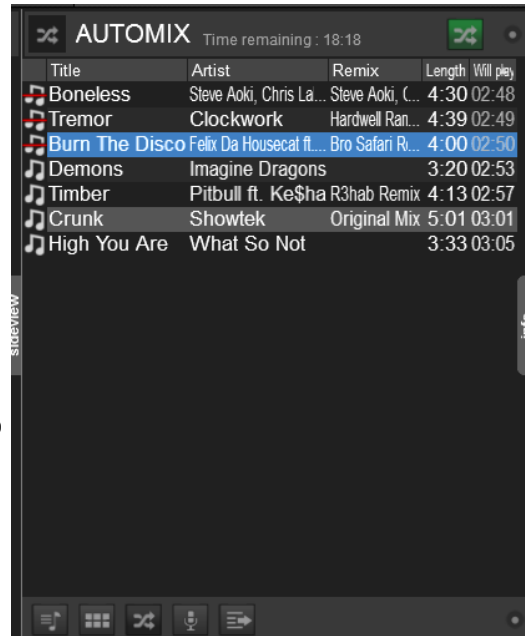 AUTOMIX Time remaining : 18:18
Title Artist Remix Length Will play
Boneless Steve Aoki, Chris La... Steve Aoki, C... 4:30 02:48
Tremor Clockwork Hardwell Ran... 4:39 02:49
Burn The Disco Felix Da Housecat ft.... Bro Safari R... 4:00 02:50
Demons Imagine Dragons 3:20 02:53
Timber Pitbull ft. Ke$ha R3hab Remix 4:13 02:57
Crunk Showtek Original Mix 5:01 03:01
High You Are What So Not 3:33 03:05
sideview
info